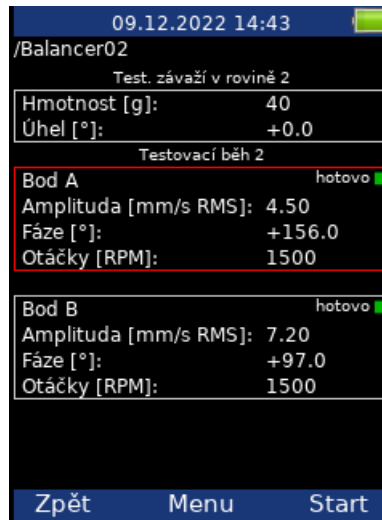 09.12.2022 14:43
/Balancer02
Test. závaží v rovině 2
Hmotnost [g]: 40
Úhel [°]: +0.0
Testovací běh 2
Bod A hotovo
Amplituda [mm/s RMS]: 4.50
Fáze [°]: +156.0
Otáčky [RPM]: 1500
Bod B hotovo
Amplituda [mm/s RMS]: 7.20
Fáze [°]: +97.0
Otáčky [RPM]: 1500
Zpět Menu Start